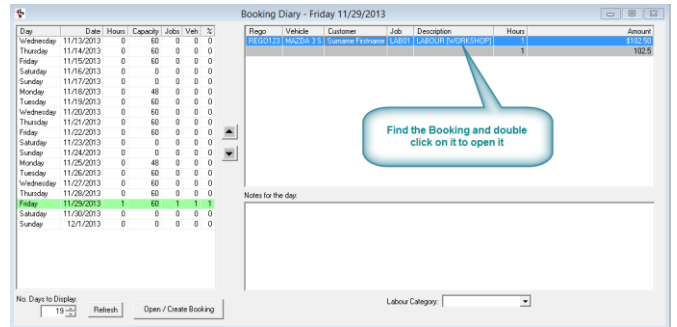 Booking Diary - Friday 11/29/2013
Day Date Hours Capacity Jobs Veh %
Wednesday 11/13/2013 0 60 0 0 0
Thursday 11/14/2013 0 60 0 0 0
Friday 11/15/2013 0 60 0 0 0
Saturday 11/16/2013 0 0 0 0 0
Sunday 11/17/2013 0 0 0 0 0
Monday 11/18/2013 0 48 0 0 0
Tuesday 11/19/2013 0 60 0 0 0
Wednesday 11/20/2013 0 60 0 0 0
Thursday 11/21/2013 0 60 0 0 0
Friday 11/22/2013 0 60 0 0 0
Saturday 11/23/2013 0 0 0 0 0
Sunday 11/24/2013 0 0 0 0 0
Monday 11/25/2013 0 48 0 0 0
Tuesday 11/26/2013 0 60 0 0 0
Wednesday 11/27/2013 0 60 0 0 0
Thursday 11/28/2013 0 60 0 0 0
Friday 11/29/2013 1 60 1 1 1
Saturday 11/30/2013 0 0 0 0 0
Sunday 12/1/2013 0 0 0 0 0
No. Days to Display:
19
Refresh
Open / Create Booking
Rego Vehicle Customer Job Description Hours Amount
REGO123 MAZDA 3 S Surname Firstname LAB01 LABOUR [WORKSHOP] 1 $102.50
1 102.5
Find the Booking and double
click on it to open it
Notes for the day:
Labour Category: